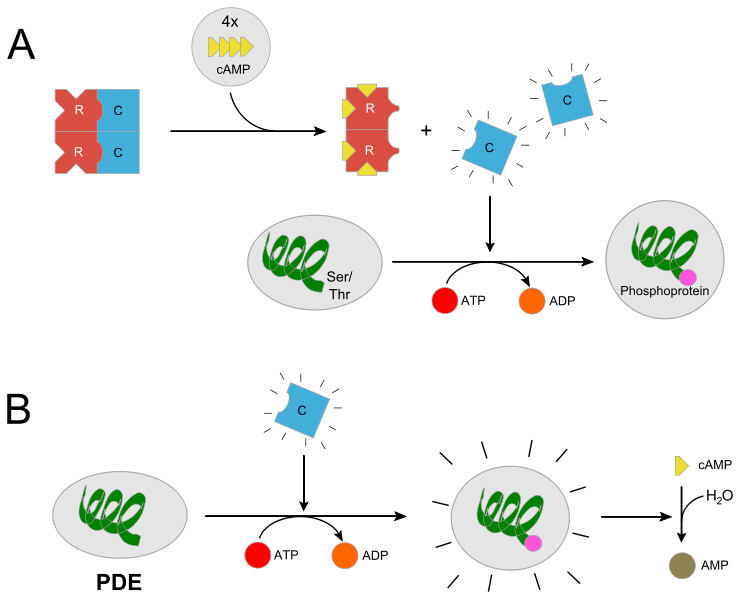 A
4x
cAMP
R
C
R
C
R
R
+
C
C
Ser/
Thr
ATP
ADP
Phosphoprotein
B
C
PDE
ATP
ADP
cAMP
H₂O
AMP